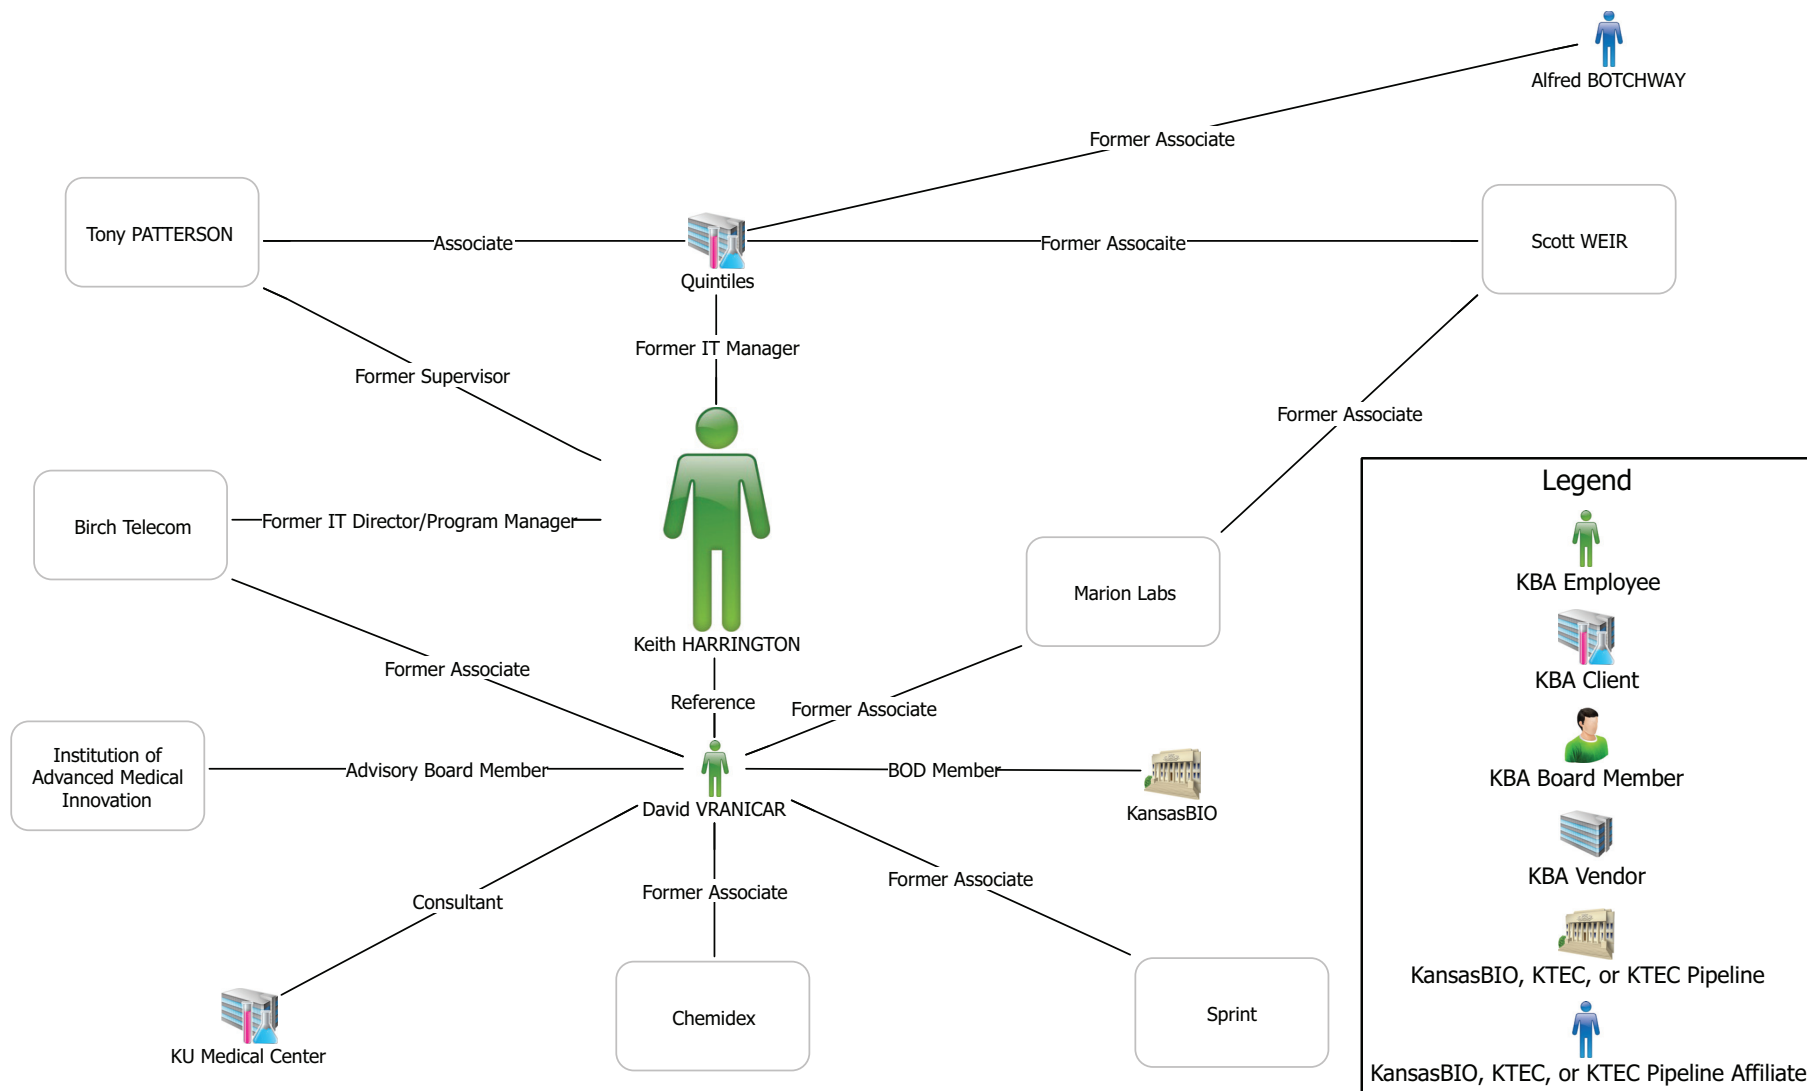 Alfred BOTCHWAY
Former Associate
Tony PATTERSON
Associate
Quintiles
Former Assocaite
Scott WEIR
Former IT Manager
Former Supervisor
Former Associate
Birch Telecom
Former IT Director/Program Manager
Keith HARRINGTON
Marion Labs
Former Associate
Reference
Former Associate
Institution of
Advanced Medical
Innovation
Advisory Board Member
David VRANICAR
BOD Member
KansasBIO
Consultant
Former Associate
Former Associate
KU Medical Center
Chemidex
Sprint
Legend
KBA Employee
KBA Client
KBA Board Member
KBA Vendor
KansasBIO, KTEC, or KTEC Pipeline
KansasBIO, KTEC, or KTEC Pipeline Affiliate